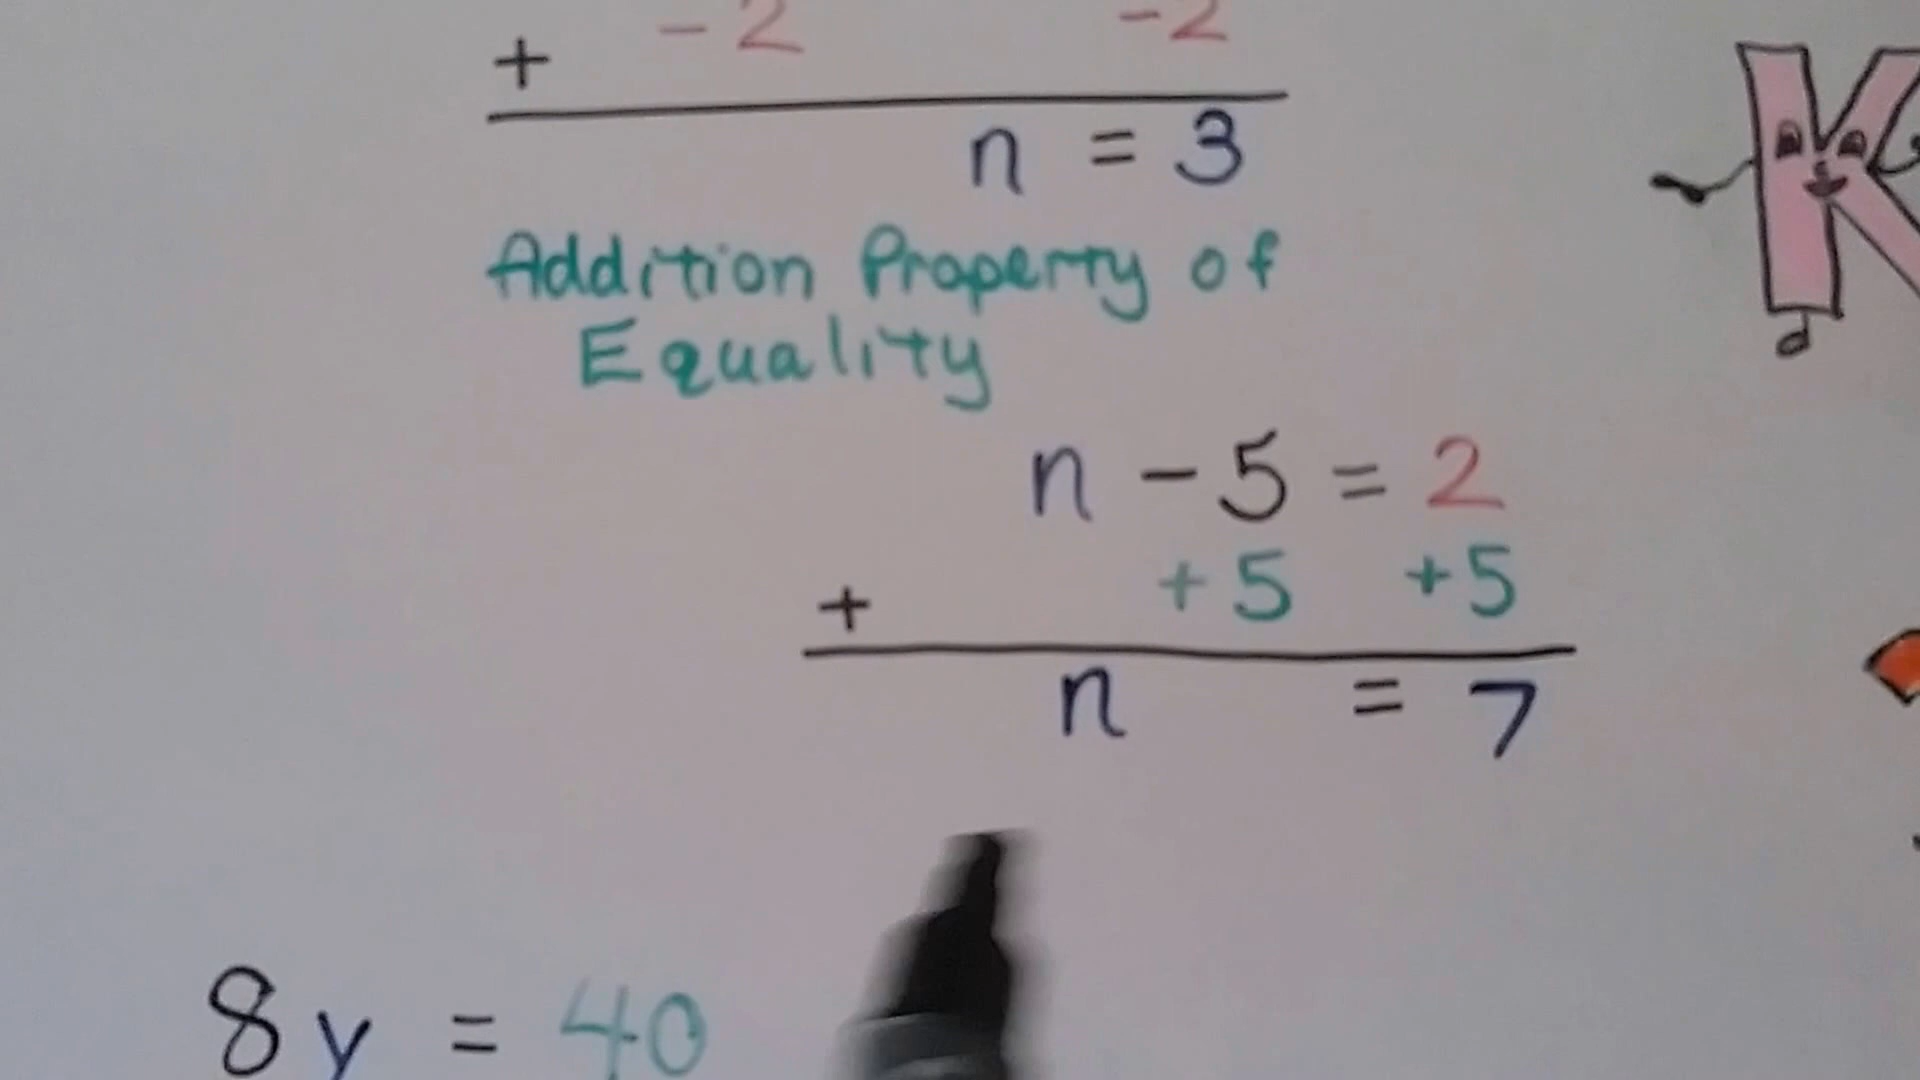 + -2 -2
n = 3
Addition Property of
Equality
n - 5 = 2
+ +5 +5
n = 7
8y = 40
K